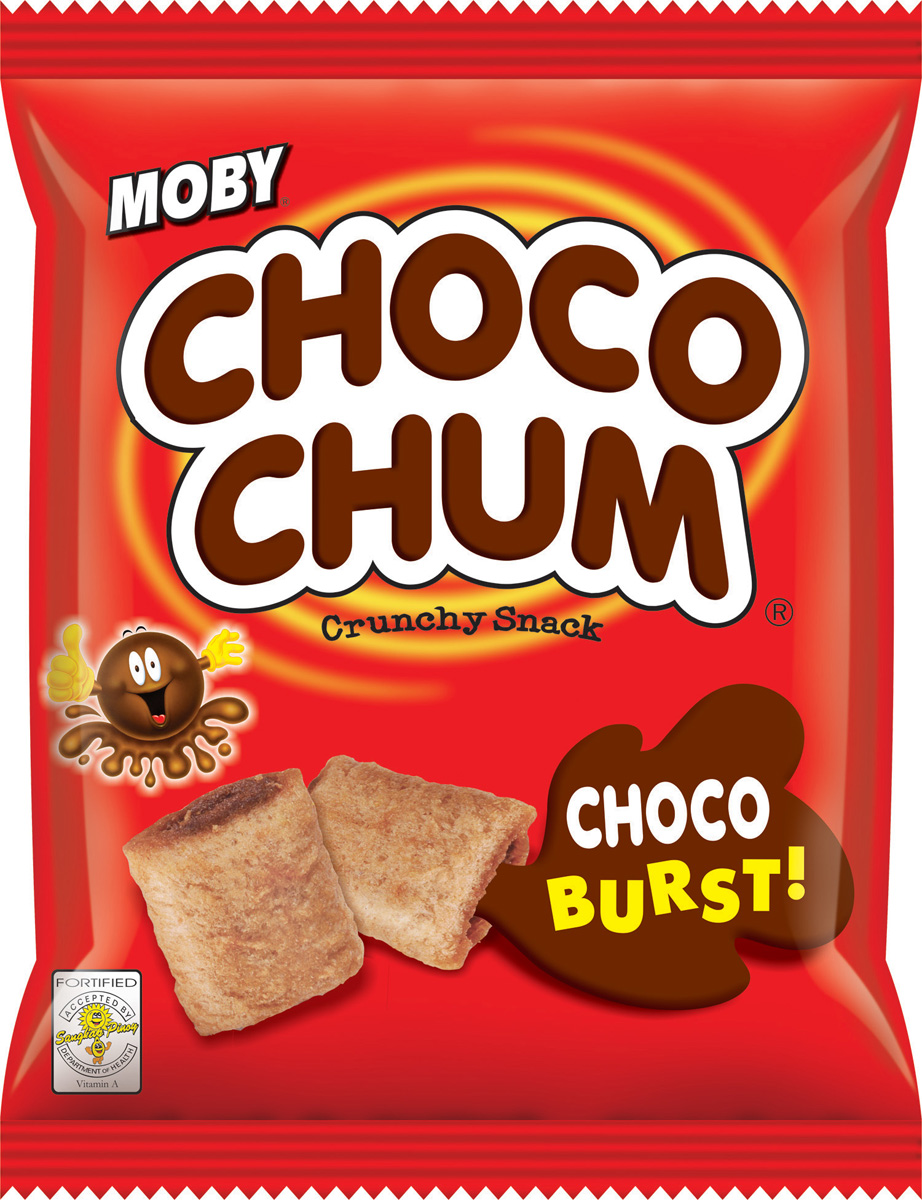 MOBY®
CHOCO
CHUM
®
Crunchy Snack
CHOCO
BURST!
FORTIFIED
ACCEPTED BY
Sangkap Pinoy
DEPARTMENT OF HEALTH
Vitamin A